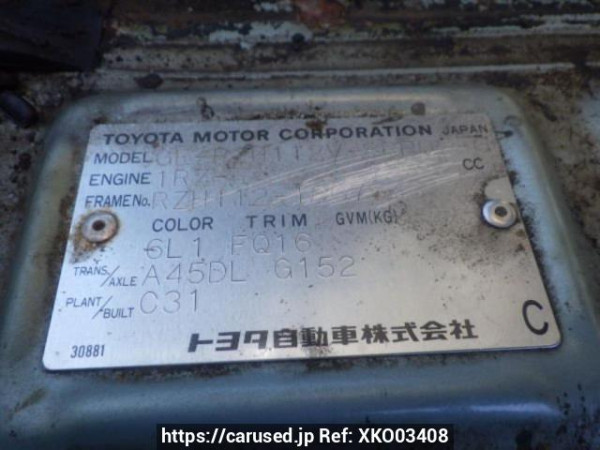 TOYOTA MOTOR CORPORATION JAPAN
MODEL
ENGINE 1RZ CC
FRAME No. RZH112
COLOR TRIM GVM(KG)
6L1 FQ16
TRANS/AXLE A45DL G152
PLANT/BUILT C31
30881 トヨタ自動車株式会社 C
https://carused.jp Ref: XKO03408